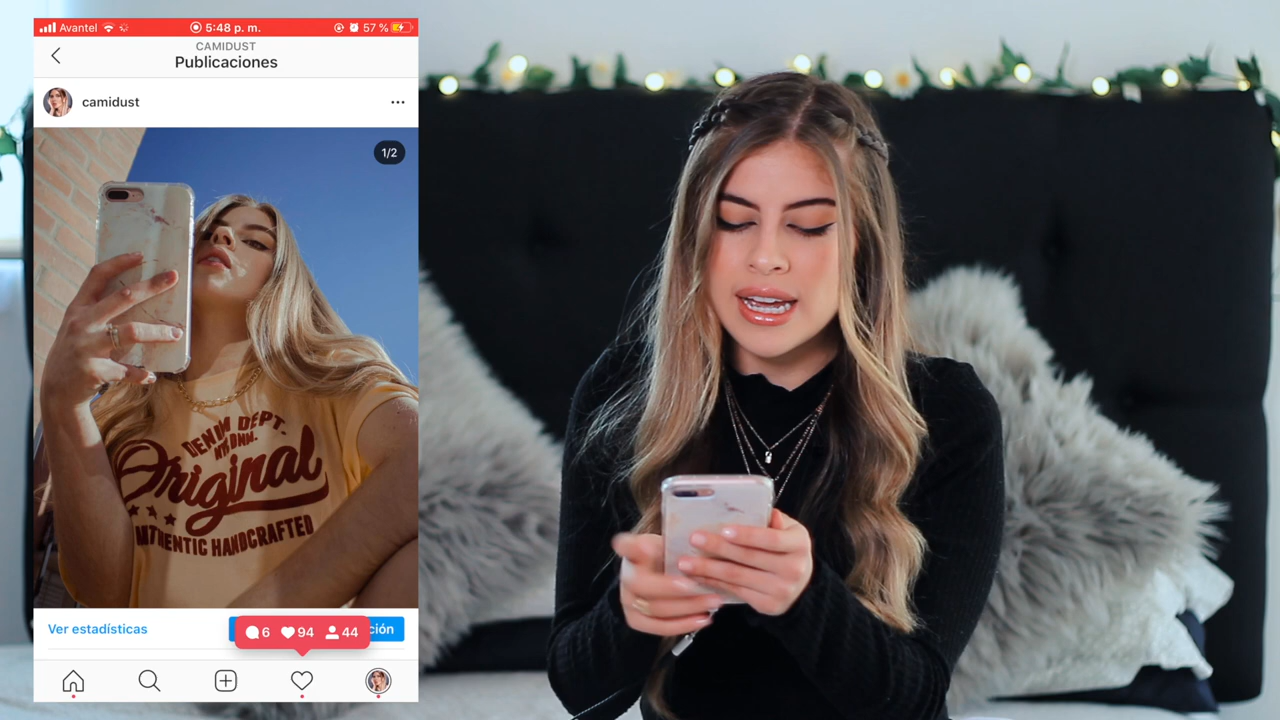 Avantel 5:48 p. m. 57 %
CAMIDUST
Publicaciones
camidust
1/2
DENIM DEPT.
Original
AUTHENTIC HANDCRAFTED
Ver estadísticas
6 94 44